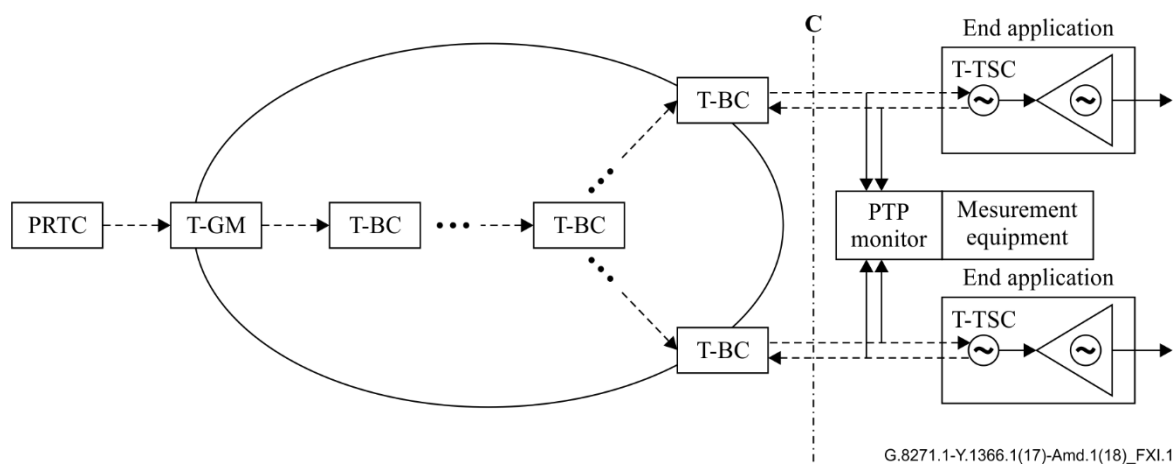 C
End application
T-TSC
T-BC
PRTC
T-GM
T-BC
T-BC
PTP
monitor
Mesurement
equipment
End application
T-TSC
T-BC
G.8271.1-Y.1366.1(17)-Amd.1(18)_FXI.1